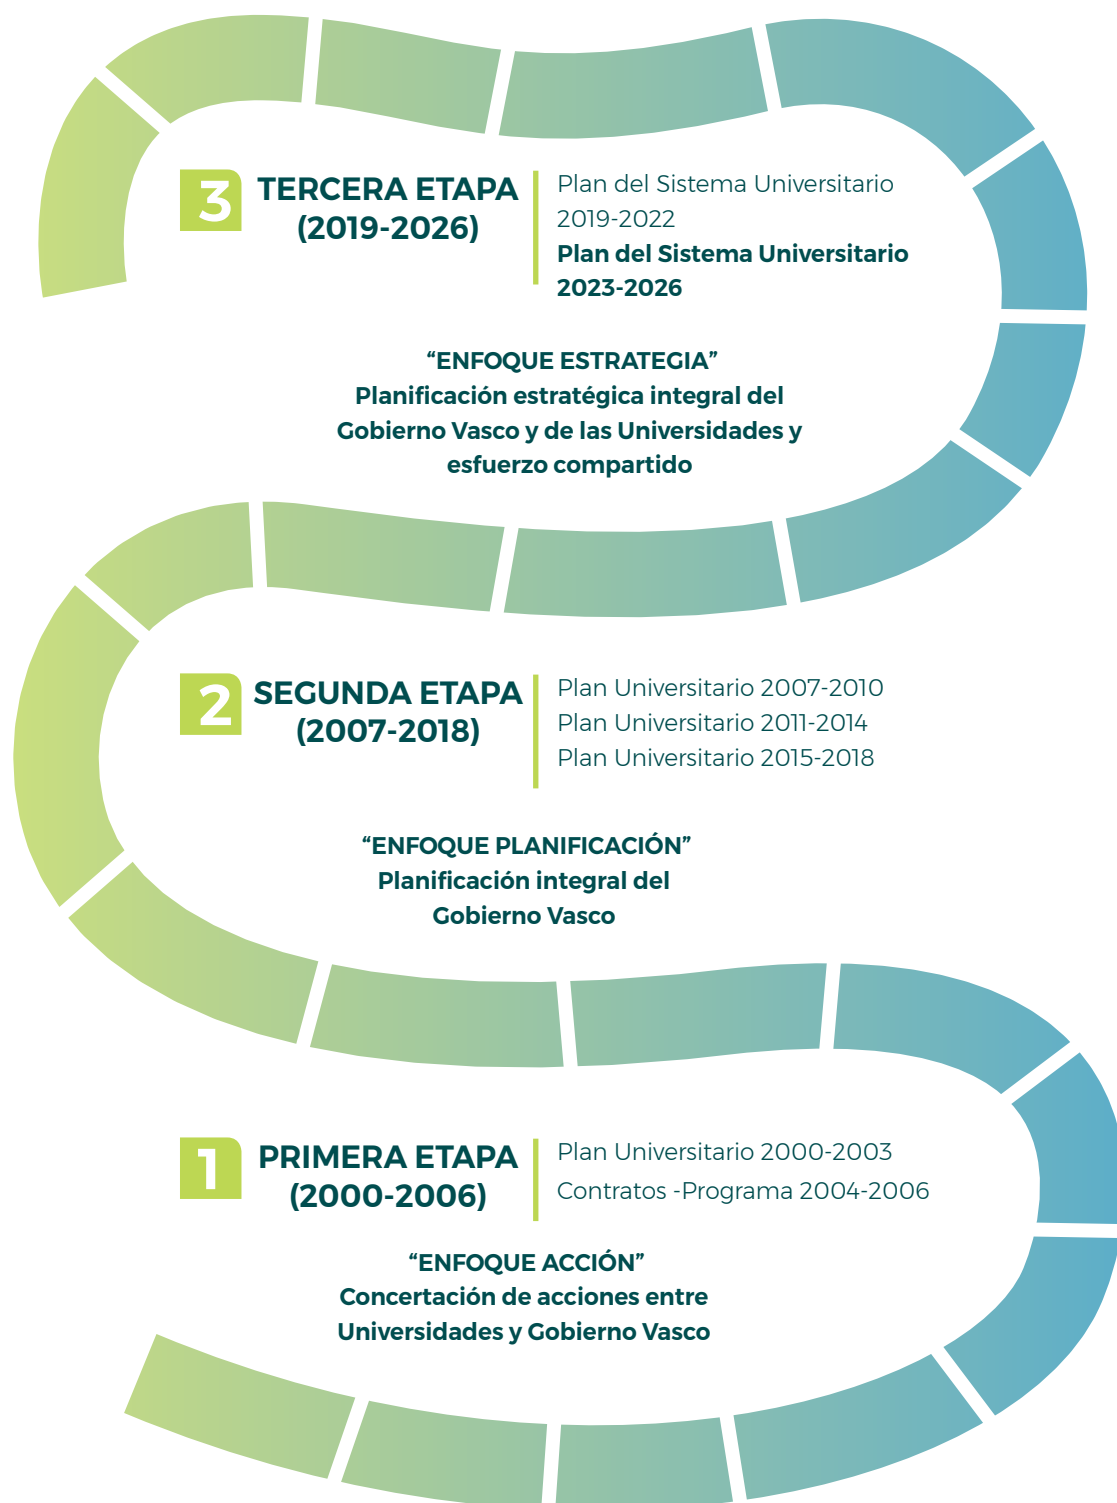 3
TERCERA ETAPA
(2019-2026)
Plan del Sistema Universitario
2019-2022
Plan del Sistema Universitario
2023-2026
“ENFOQUE ESTRATEGIA”
Planificación estratégica integral del
Gobierno Vasco y de las Universidades y
esfuerzo compartido
2
SEGUNDA ETAPA
(2007-2018)
Plan Universitario 2007-2010
Plan Universitario 2011-2014
Plan Universitario 2015-2018
“ENFOQUE PLANIFICACIÓN”
Planificación integral del
Gobierno Vasco
1
PRIMERA ETAPA
(2000-2006)
Plan Universitario 2000-2003
Contratos -Programa 2004-2006
“ENFOQUE ACCIÓN”
Concertación de acciones entre
Universidades y Gobierno Vasco